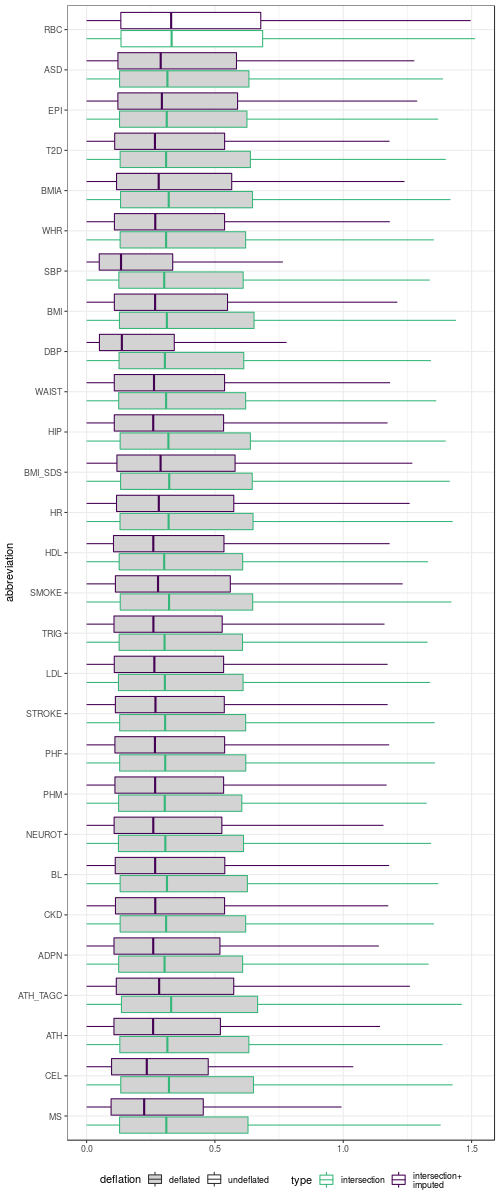 RBC
ASD
EPI
T2D
BMIA
WHR
SBP
BMI
DBP
WAIST
HIP
BMI_SDS
HR
HDL
SMOKE
TRIG
LDL
STROKE
PHF
PHM
NEUROT
BL
CKD
ADPN
ATH_TAGC
ATH
CEL
MS
abbreviation
0.0 0.5 1.0 1.5
deflation deflated undeflated type intersection intersection+
imputed